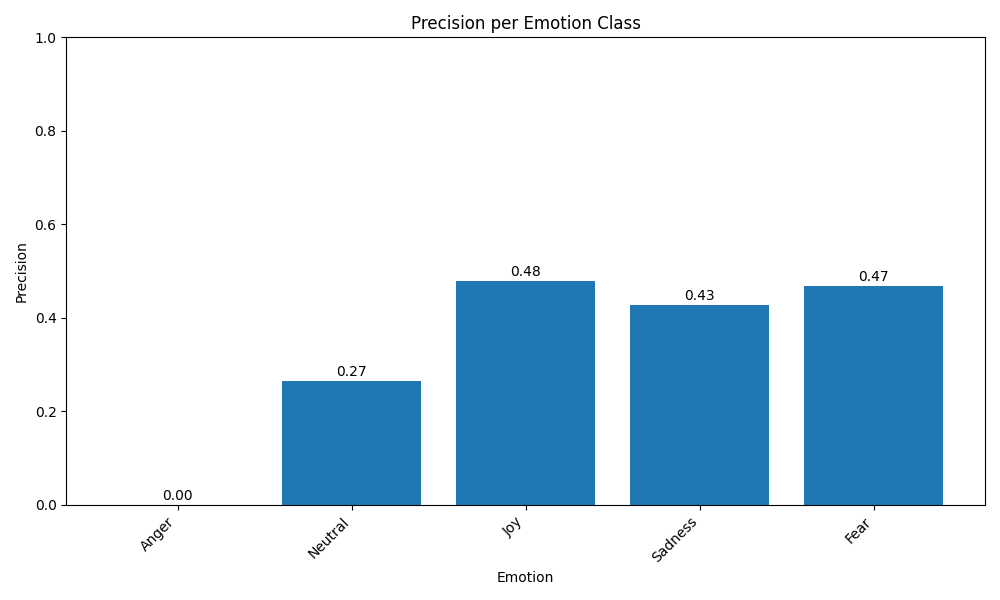 Precision per Emotion Class
Precision
1.0
0.8
0.6
0.4
0.2
0.0
0.00
0.27
0.48
0.43
0.47
Anger
Neutral
Joy
Sadness
Fear
Emotion